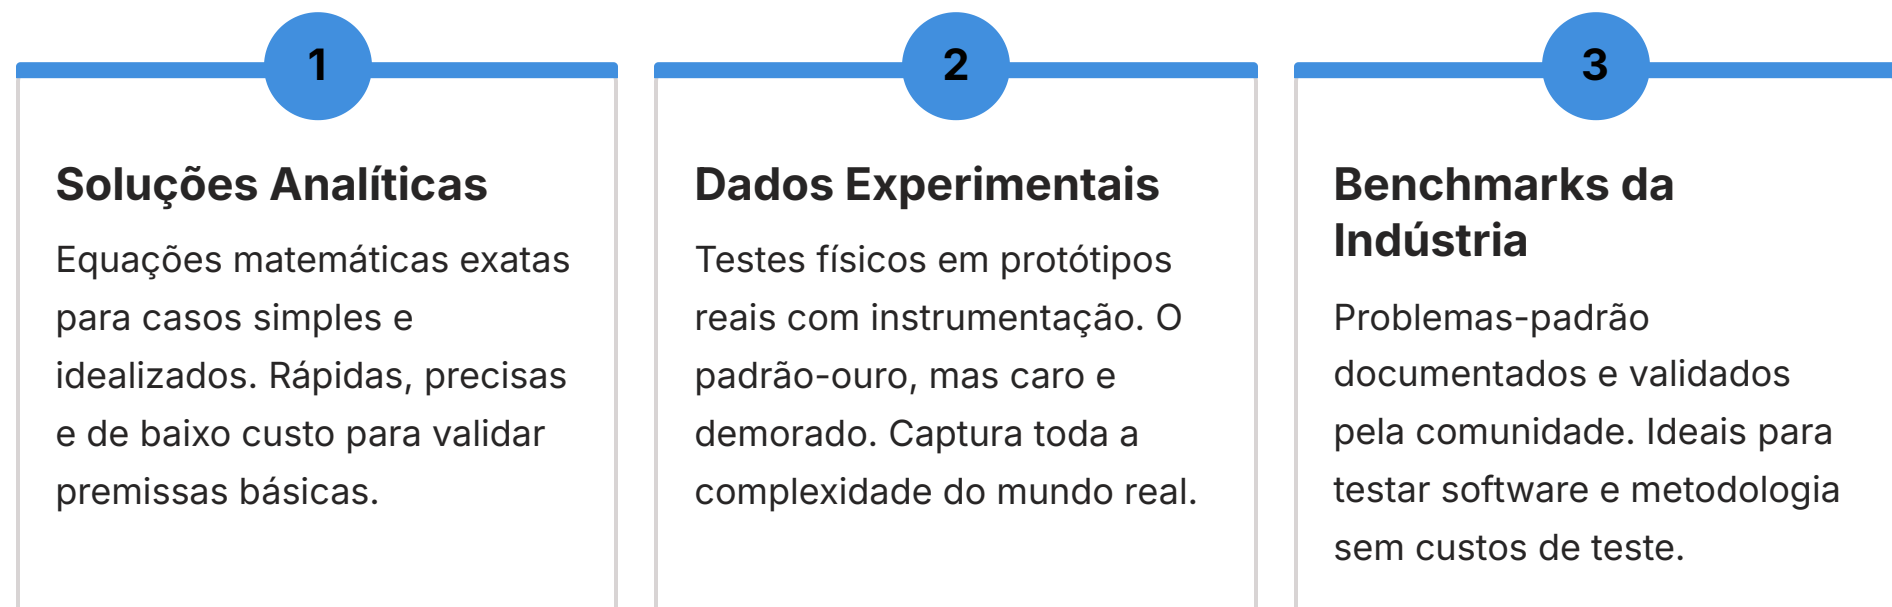 1
Soluções Analíticas
Equações matemáticas exatas
para casos simples e
idealizados. Rápidas, precisas
e de baixo custo para validar
premissas básicas.
2
Dados Experimentais
Testes físicos em protótipos
reais com instrumentação. O
padrão-ouro, mas caro e
demorado. Captura toda a
complexidade do mundo real.
3
Benchmarks da
Indústria
Problemas-padrão
documentados e validados
pela comunidade. Ideais para
testar software e metodologia
sem custos de teste.